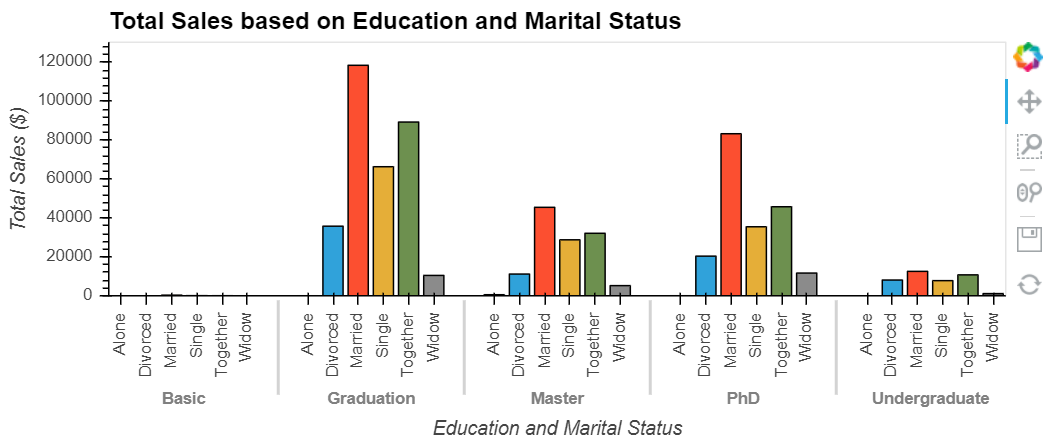 Total Sales based on Education and Marital Status
Total Sales ($)
120000
100000
80000
60000
40000
20000
0
Alone
Divorced
Married
Single
Together
Widow
Alone
Divorced
Married
Single
Together
Widow
Alone
Divorced
Married
Single
Together
Widow
Alone
Divorced
Married
Single
Together
Widow
Alone
Divorced
Married
Single
Together
Widow
Basic
Graduation
Master
PhD
Undergraduate
Education and Marital Status